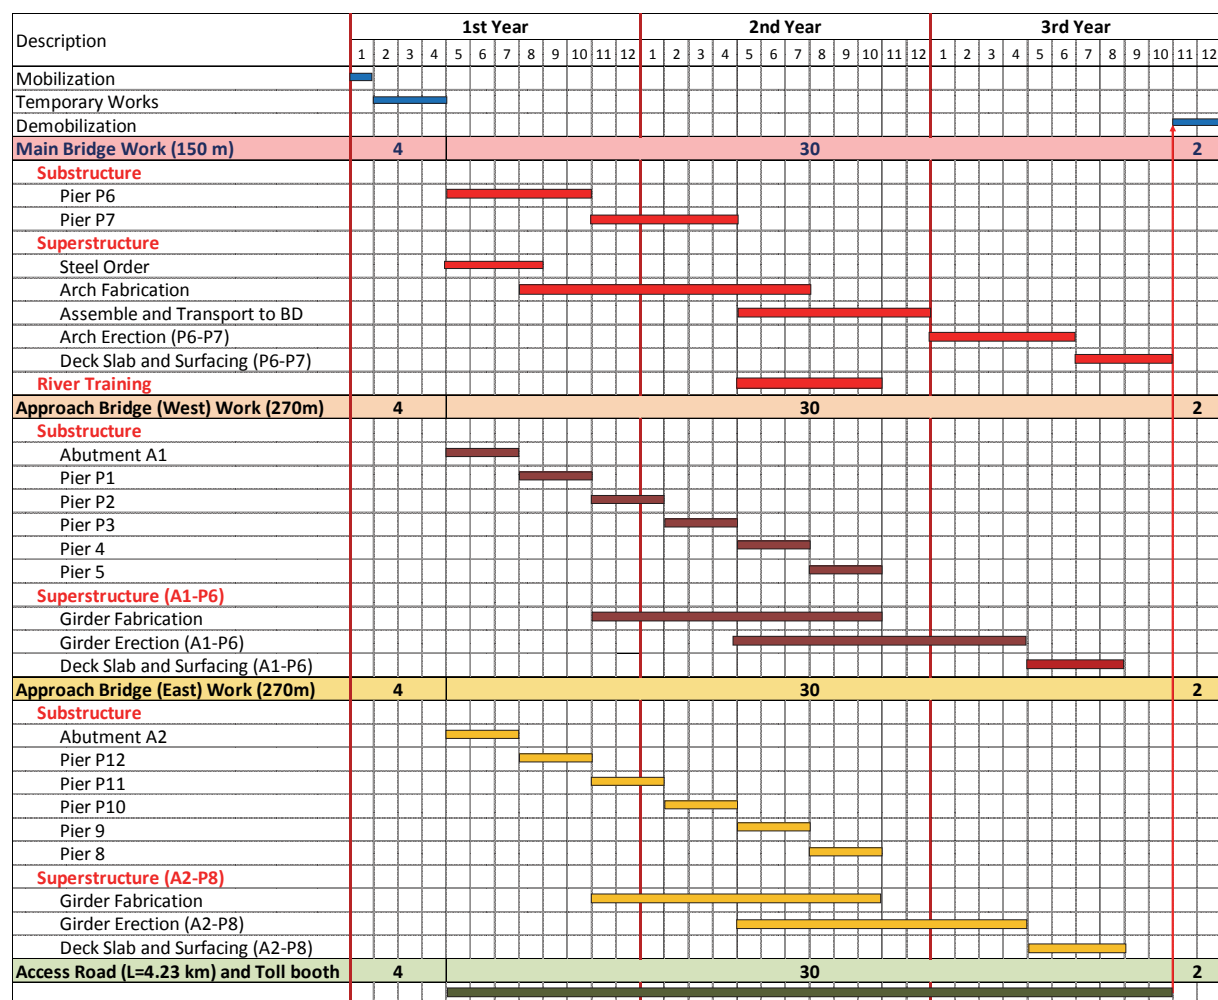 Description 1st Year 2nd Year 3rd Year
1 2 3 4 5 6 7 8 9 10 11 12 1 2 3 4 5 6 7 8 9 10 11 12 1 2 3 4 5 6 7 8 9 10 11 12
Mobilization
Temporary Works
Demobilization
Main Bridge Work (150 m) 4 30 2
Substructure
Pier P6
Pier P7
Superstructure
Steel Order
Arch Fabrication
Assemble and Transport to BD
Arch Erection (P6-P7)
Deck Slab and Surfacing (P6-P7)
River Training
Approach Bridge (West) Work (270m) 4 30 2
Substructure
Abutment A1
Pier P1
Pier P2
Pier P3
Pier 4
Pier 5
Superstructure (A1-P6)
Girder Fabrication
Girder Erection (A1-P6)
Deck Slab and Surfacing (A1-P6)
Approach Bridge (East) Work (270m) 4 30 2
Substructure
Abutment A2
Pier P12
Pier P11
Pier P10
Pier 9
Pier 8
Superstructure (A2-P8)
Girder Fabrication
Girder Erection (A2-P8)
Deck Slab and Surfacing (A2-P8)
Access Road (L=4.23 km) and Toll booth 4 30 2